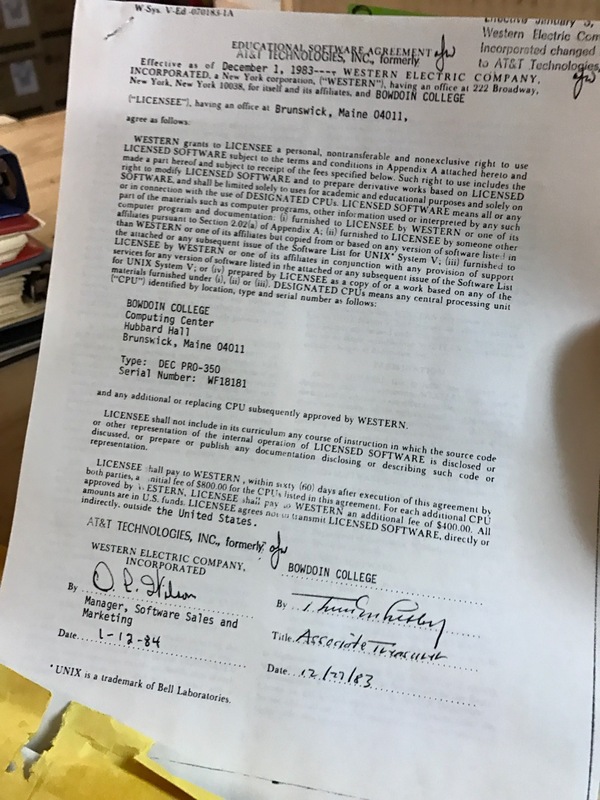 W-Sys. V-Ed -070183-1A
Effective January 3,
Western Electric Com
Incorporated changed
to AT&T Technologies,
EDUCATIONAL SOFTWARE AGREEMENT
AT&T TECHNOLOGIES, INC., formerly
Effective as of December 1, 1983----, WESTERN ELECTRIC COMPANY,
INCORPORATED, a New York corporation, ("WESTERN"), having an office at 222 Broadway,
New York, New York 10038, for itself and its affiliates, and BOWDOIN COLLEGE
("LICENSEE"), having an office at Brunswick, Maine 04011,
agree as follows:
WESTERN grants to LICENSEE a personal, nontransferable and nonexclusive right to use
LICENSED SOFTWARE subject to the terms and conditions in Appendix A attached hereto and
made a part hereof and subject to receipt of the fees specified below. Such right to use includes the
right to modify LICENSED SOFTWARE and to prepare derivative works based on LICENSED
SOFTWARE, and shall be limited solely to uses for academic and educational purposes and solely on
or in connection with the use of DESIGNATED CPUs. LICENSED SOFTWARE means all or any
part of the materials such as computer programs, other information used or interpreted by any such
computer program and documentation: (i) furnished to LICENSEE by WESTERN or one of its
affiliates pursuant to Section 2.02(a) of Appendix A; (ii) furnished to LICENSEE by someone other
than WESTERN or one of its affiliates but copied from or based on any version of software listed in
the attached or any subsequent issue of the Software List for UNIX* System V; (iii) furnished to
LICENSEE by WESTERN or one of its affiliates in conjunction with any provision of support
services for any version of software listed in the attached or any subsequent issue of the Software List
for UNIX System V; or (iv) prepared by LICENSEE as a copy of or a work based on any of the
materials furnished under (i), (ii) or (iii). DESIGNATED CPUs means any central processing unit
("CPU") identified by location, type and serial number as follows:
BOWDOIN COLLEGE
Computing Center
Hubbard Hall
Brunswick, Maine 04011
Type: DEC PRO-350
Serial Number: WF18181
and any additional or replacing CPU subsequently approved by WESTERN.
LICENSEE shall not include in its curriculum any course of instruction in which the source code
or other representation of the internal operation of LICENSED SOFTWARE is disclosed or
discussed, or prepare or publish any documentation disclosing or describing such code or
representation.
LICENSEE shall pay to WESTERN, within sixty (60) days after execution of this agreement by
both parties, a initial fee of $800.00 for the CPUs listed in this agreement. For each additional CPU
approved by WESTERN, LICENSEE shall pay to WESTERN an additional fee of $400.00. All
amounts are in U.S. funds. LICENSEE agrees not to transmit LICENSED SOFTWARE, directly or
indirectly, outside the United States.
AT&T TECHNOLOGIES, INC., formerly
WESTERN ELECTRIC COMPANY,
INCORPORATED
By O. L. Wilson
Manager, Software Sales and
Marketing
Date 1-12-84
BOWDOIN COLLEGE
By
Title Associate Treasurer
Date 12/27/83
*UNIX is a trademark of Bell Laboratories.